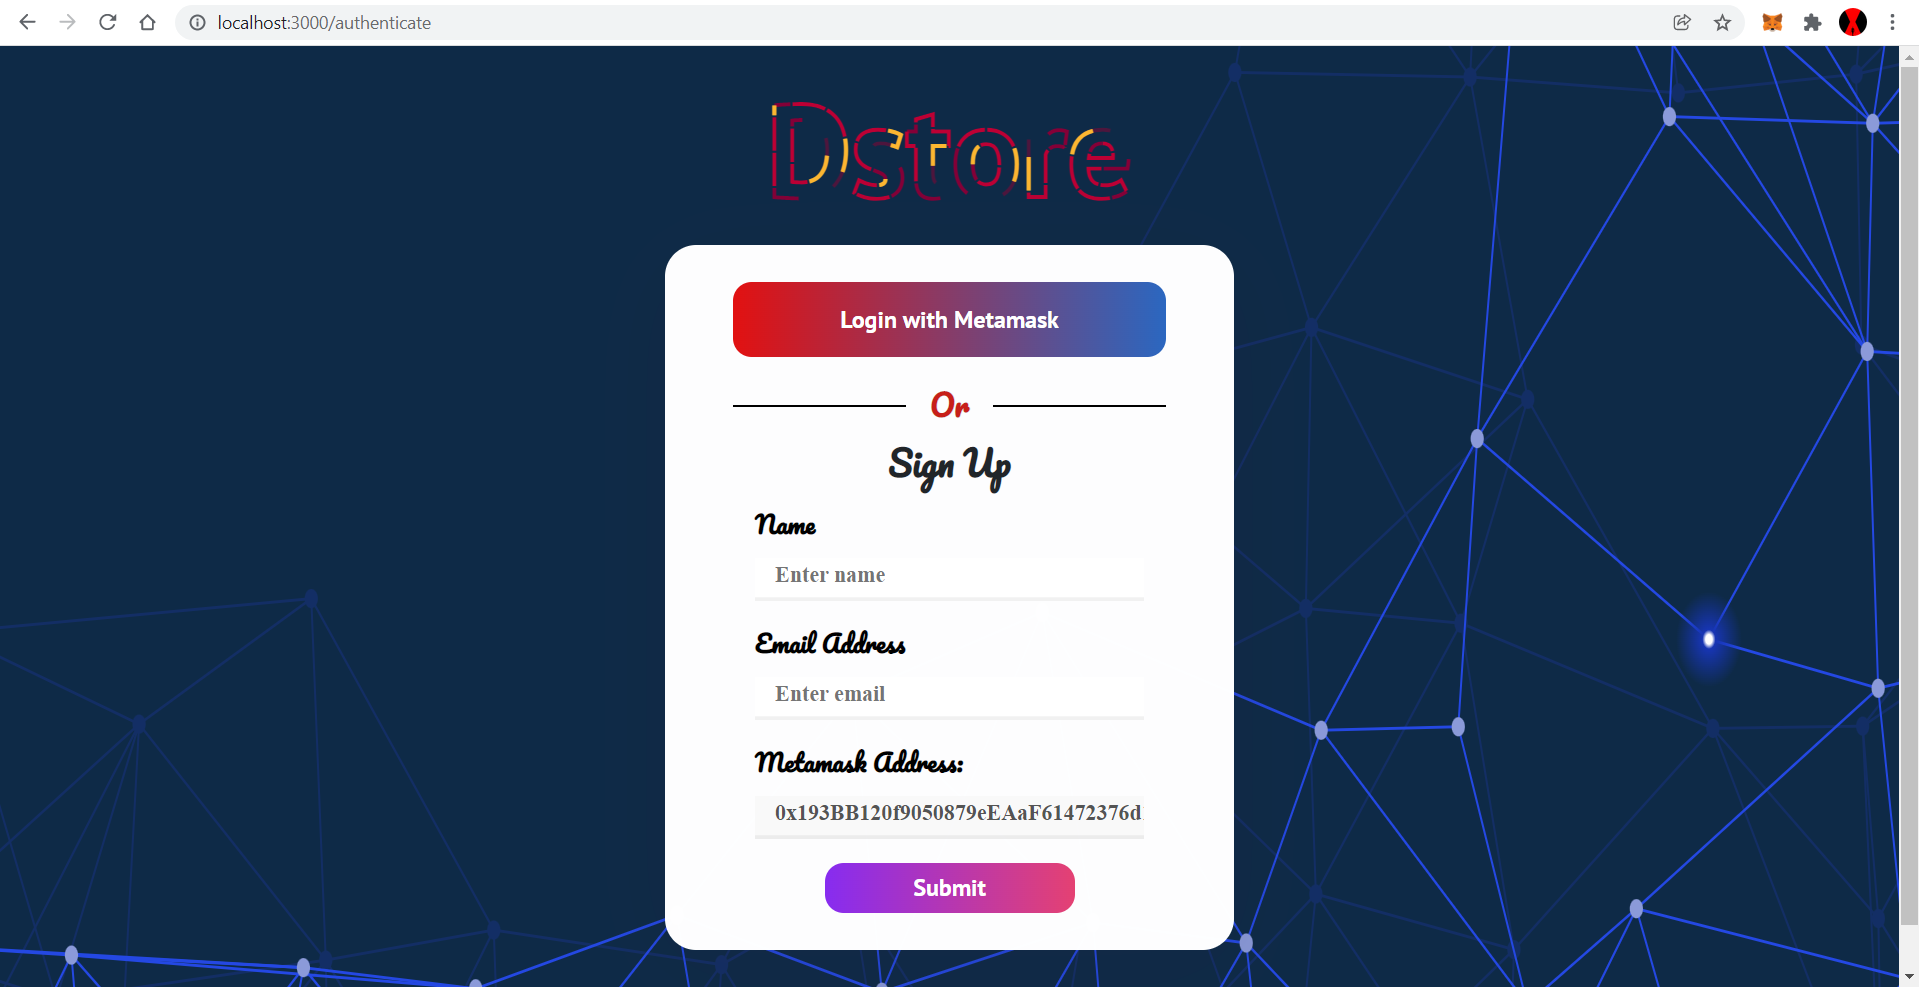 localhost:3000/authenticate
Dstore
Login with Metamask
Or
Sign Up
Name
Enter name
Email Address
Enter email
Metamask Address:
0x193BB120f9050879eEAaF61472376d
Submit